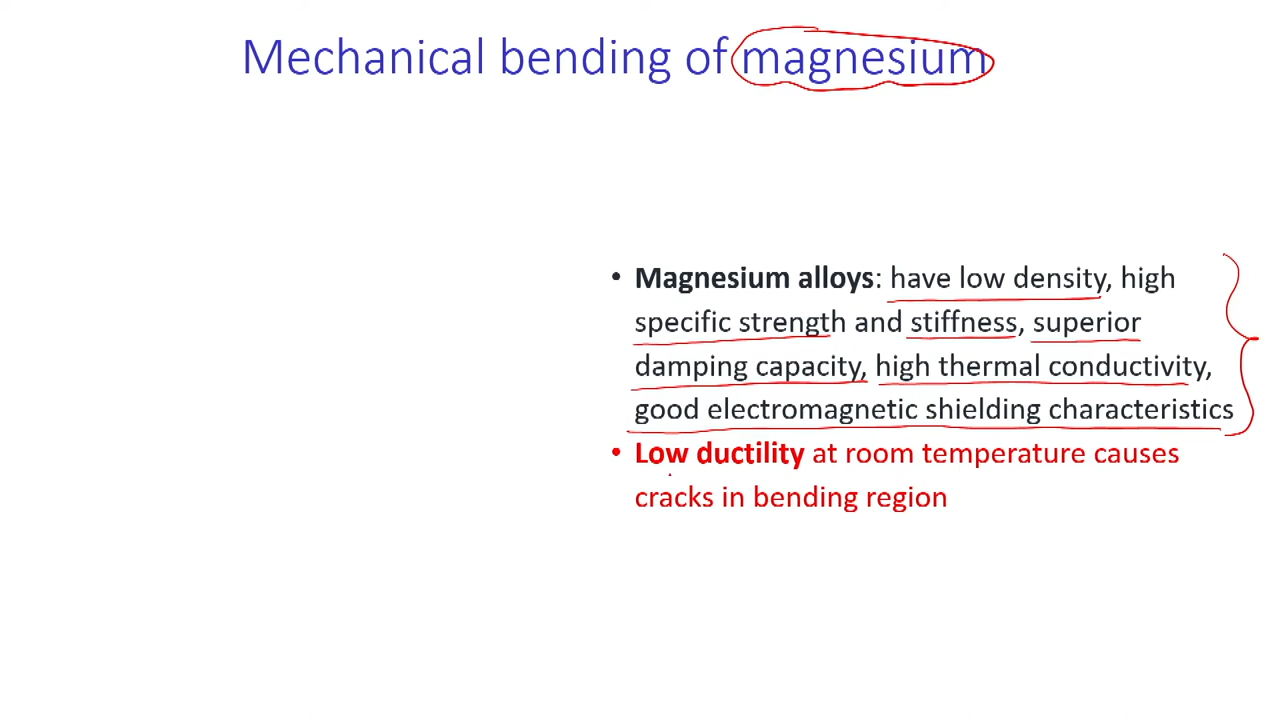 Mechanical bending of magnesium
• Magnesium alloys: have low density, high
specific strength and stiffness, superior
damping capacity, high thermal conductivity,
good electromagnetic shielding characteristics
• Low ductility at room temperature causes
cracks in bending region